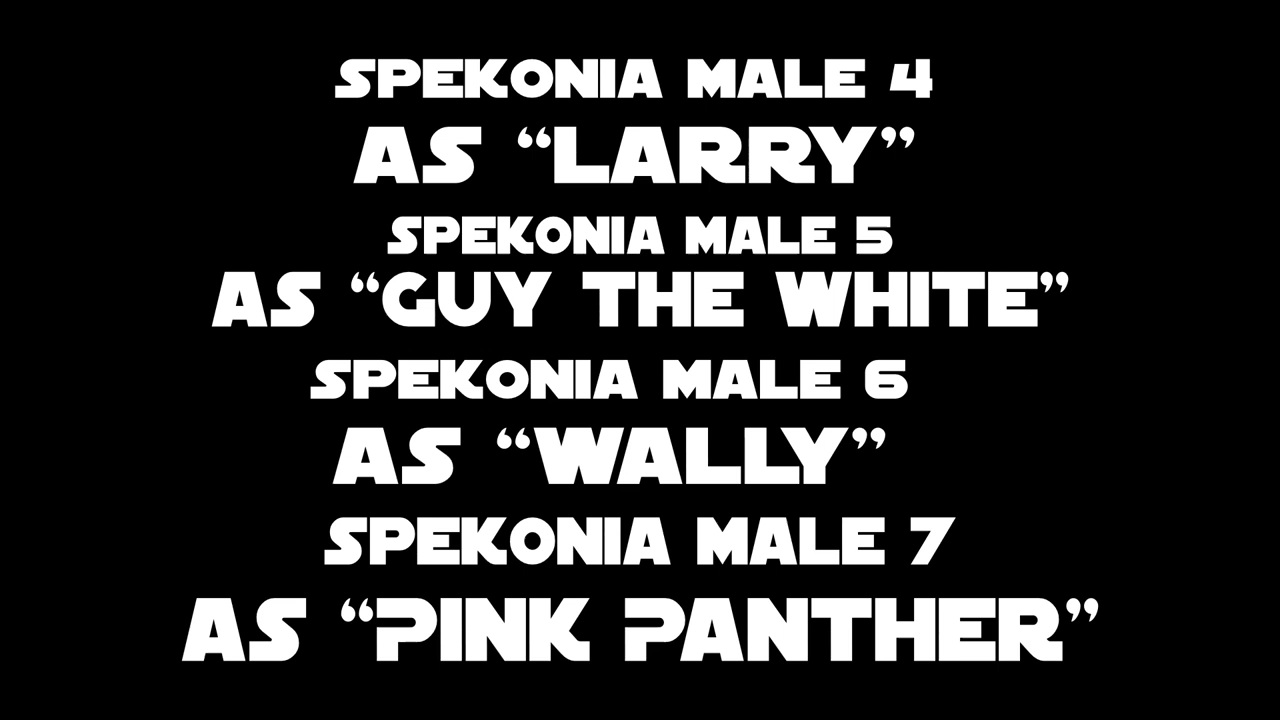 SPEKONIA MALE 4
AS “LARRY”
SPEKONIA MALE 5
AS “GUY THE WHITE”
SPEKONIA MALE 6
AS “WALLY”
SPEKONIA MALE 7
AS “PINK PANTHER”